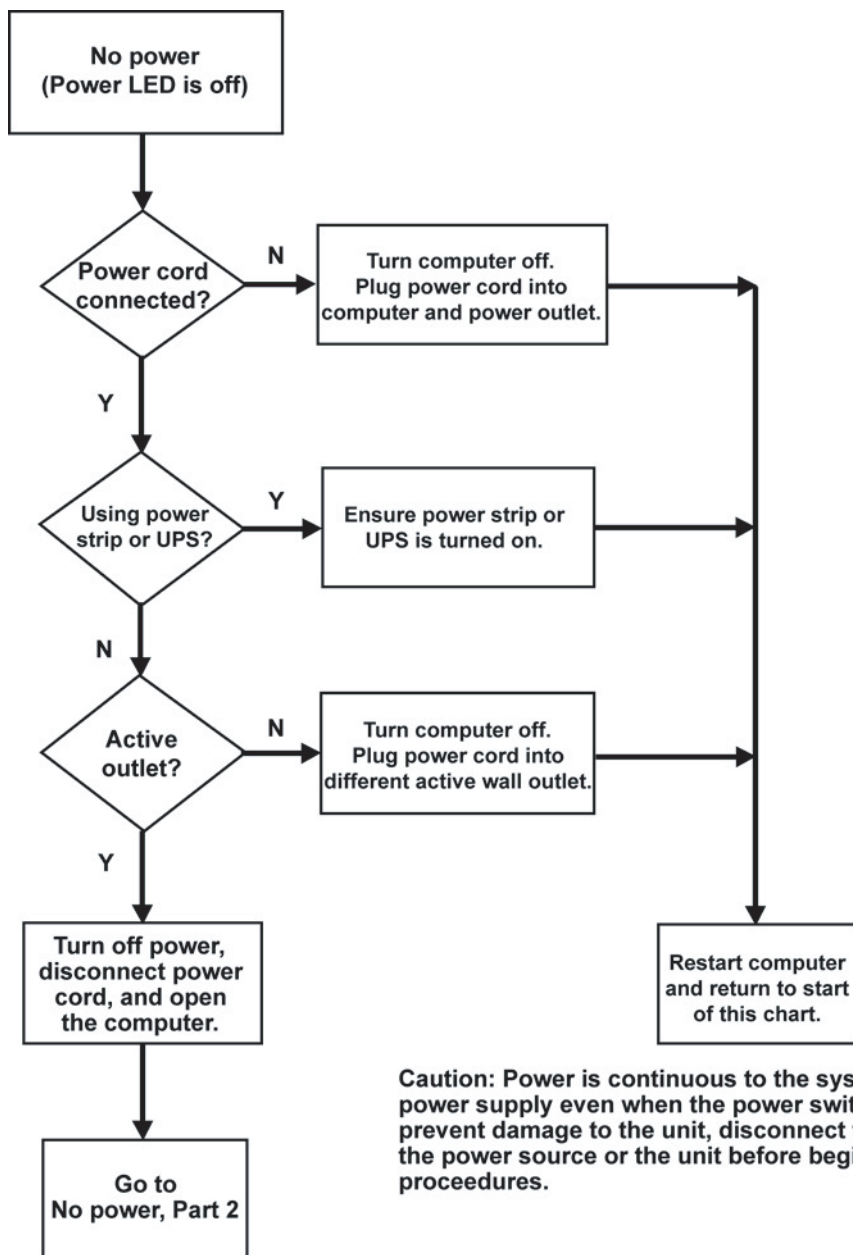 No power
(Power LED is off)
Power cord
connected?
N
Turn computer off.
Plug power cord into
computer and power outlet.
Y
Using power
strip or UPS?
Y
Ensure power strip or
UPS is turned on.
N
Active
outlet?
N
Turn computer off.
Plug power cord into
different active wall outlet.
Y
Turn off power,
disconnect power
cord, and open
the computer.
Restart computer
and return to start
of this chart.
Go to
No power, Part 2
Caution: Power is continuous to the
power supply even when the power
prevent damage to the unit, disconnect
the power source or the unit before
proceedures.